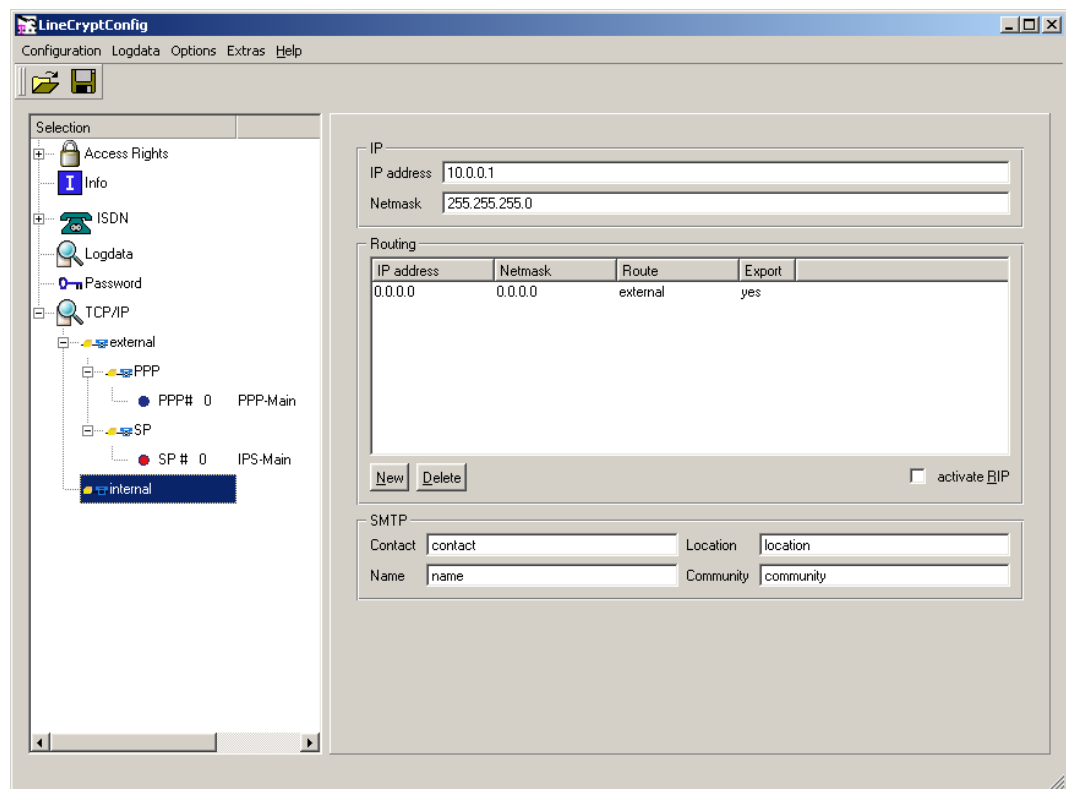 LineCryptConfig
Configuration Logdata Options Extras Help
Selection
Access Rights
I Info
ISDN
Logdata
Password
TCP/IP
external
PPP
PPP# 0 PPP-Main
SP
SP # 0 IPS-Main
internal
IP
IP address 10.0.0.1
Netmask 255.255.255.0
Routing
IP address Netmask Route Export
0.0.0.0 0.0.0.0 external yes
New Delete activate RIP
SMTP
Contact contact Location location
Name name Community community